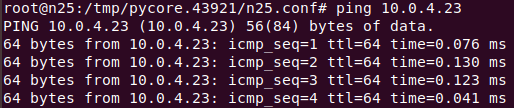 root@n25:/tmp/pycore.43921/n25.conf# ping 10.0.4.23
PING 10.0.4.23 (10.0.4.23) 56(84) bytes of data.
64 bytes from 10.0.4.23: icmp_seq=1 ttl=64 time=0.076 ms
64 bytes from 10.0.4.23: icmp_seq=2 ttl=64 time=0.130 ms
64 bytes from 10.0.4.23: icmp_seq=3 ttl=64 time=0.123 ms
64 bytes from 10.0.4.23: icmp_seq=4 ttl=64 time=0.041 ms